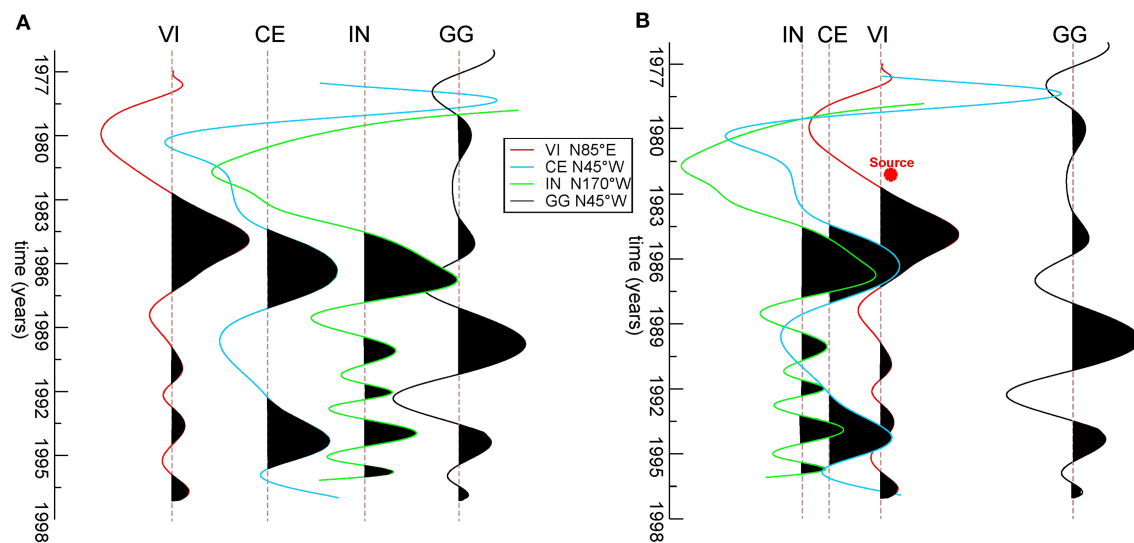 A
VI CE IN GG
1977
1980
1983
1986
1989
1992
1995
1998
time (years)
VI N85°E
CE N45°W
IN N170°W
GG N45°W
B
IN CE VI GG
1977
1980
1983
1986
1989
1992
1995
1998
time (years)
Source